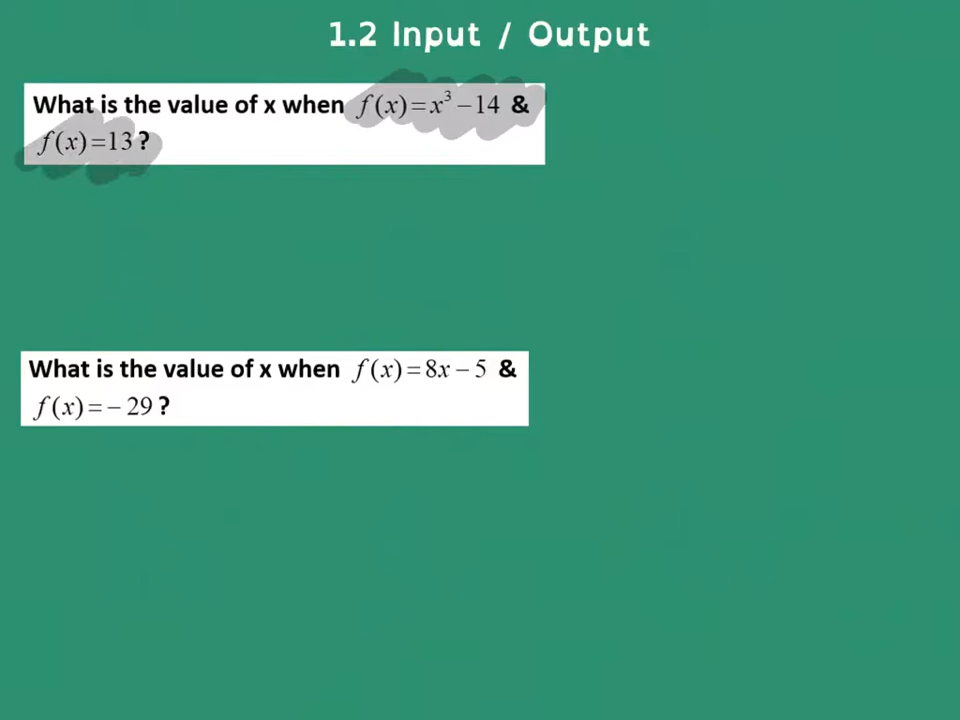 1.2 Input / Output
What is the value of x when f(x)=x³−14 &
f(x)=13?
What is the value of x when f(x)=8x−5 &
f(x)=−29?